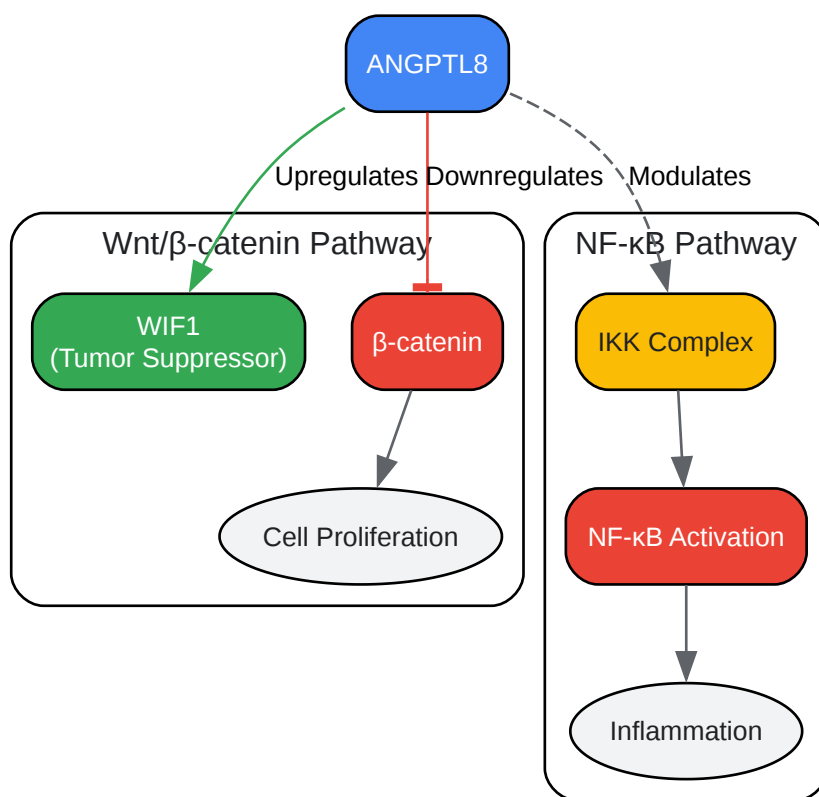 ANGPTL8
Upregulates
Downregulates
Modulates
Wnt/β-catenin Pathway
NF-κB Pathway
WIF1
(Tumor Suppressor)
β-catenin
IKK Complex
Cell Proliferation
NF-κB Activation
Inflammation